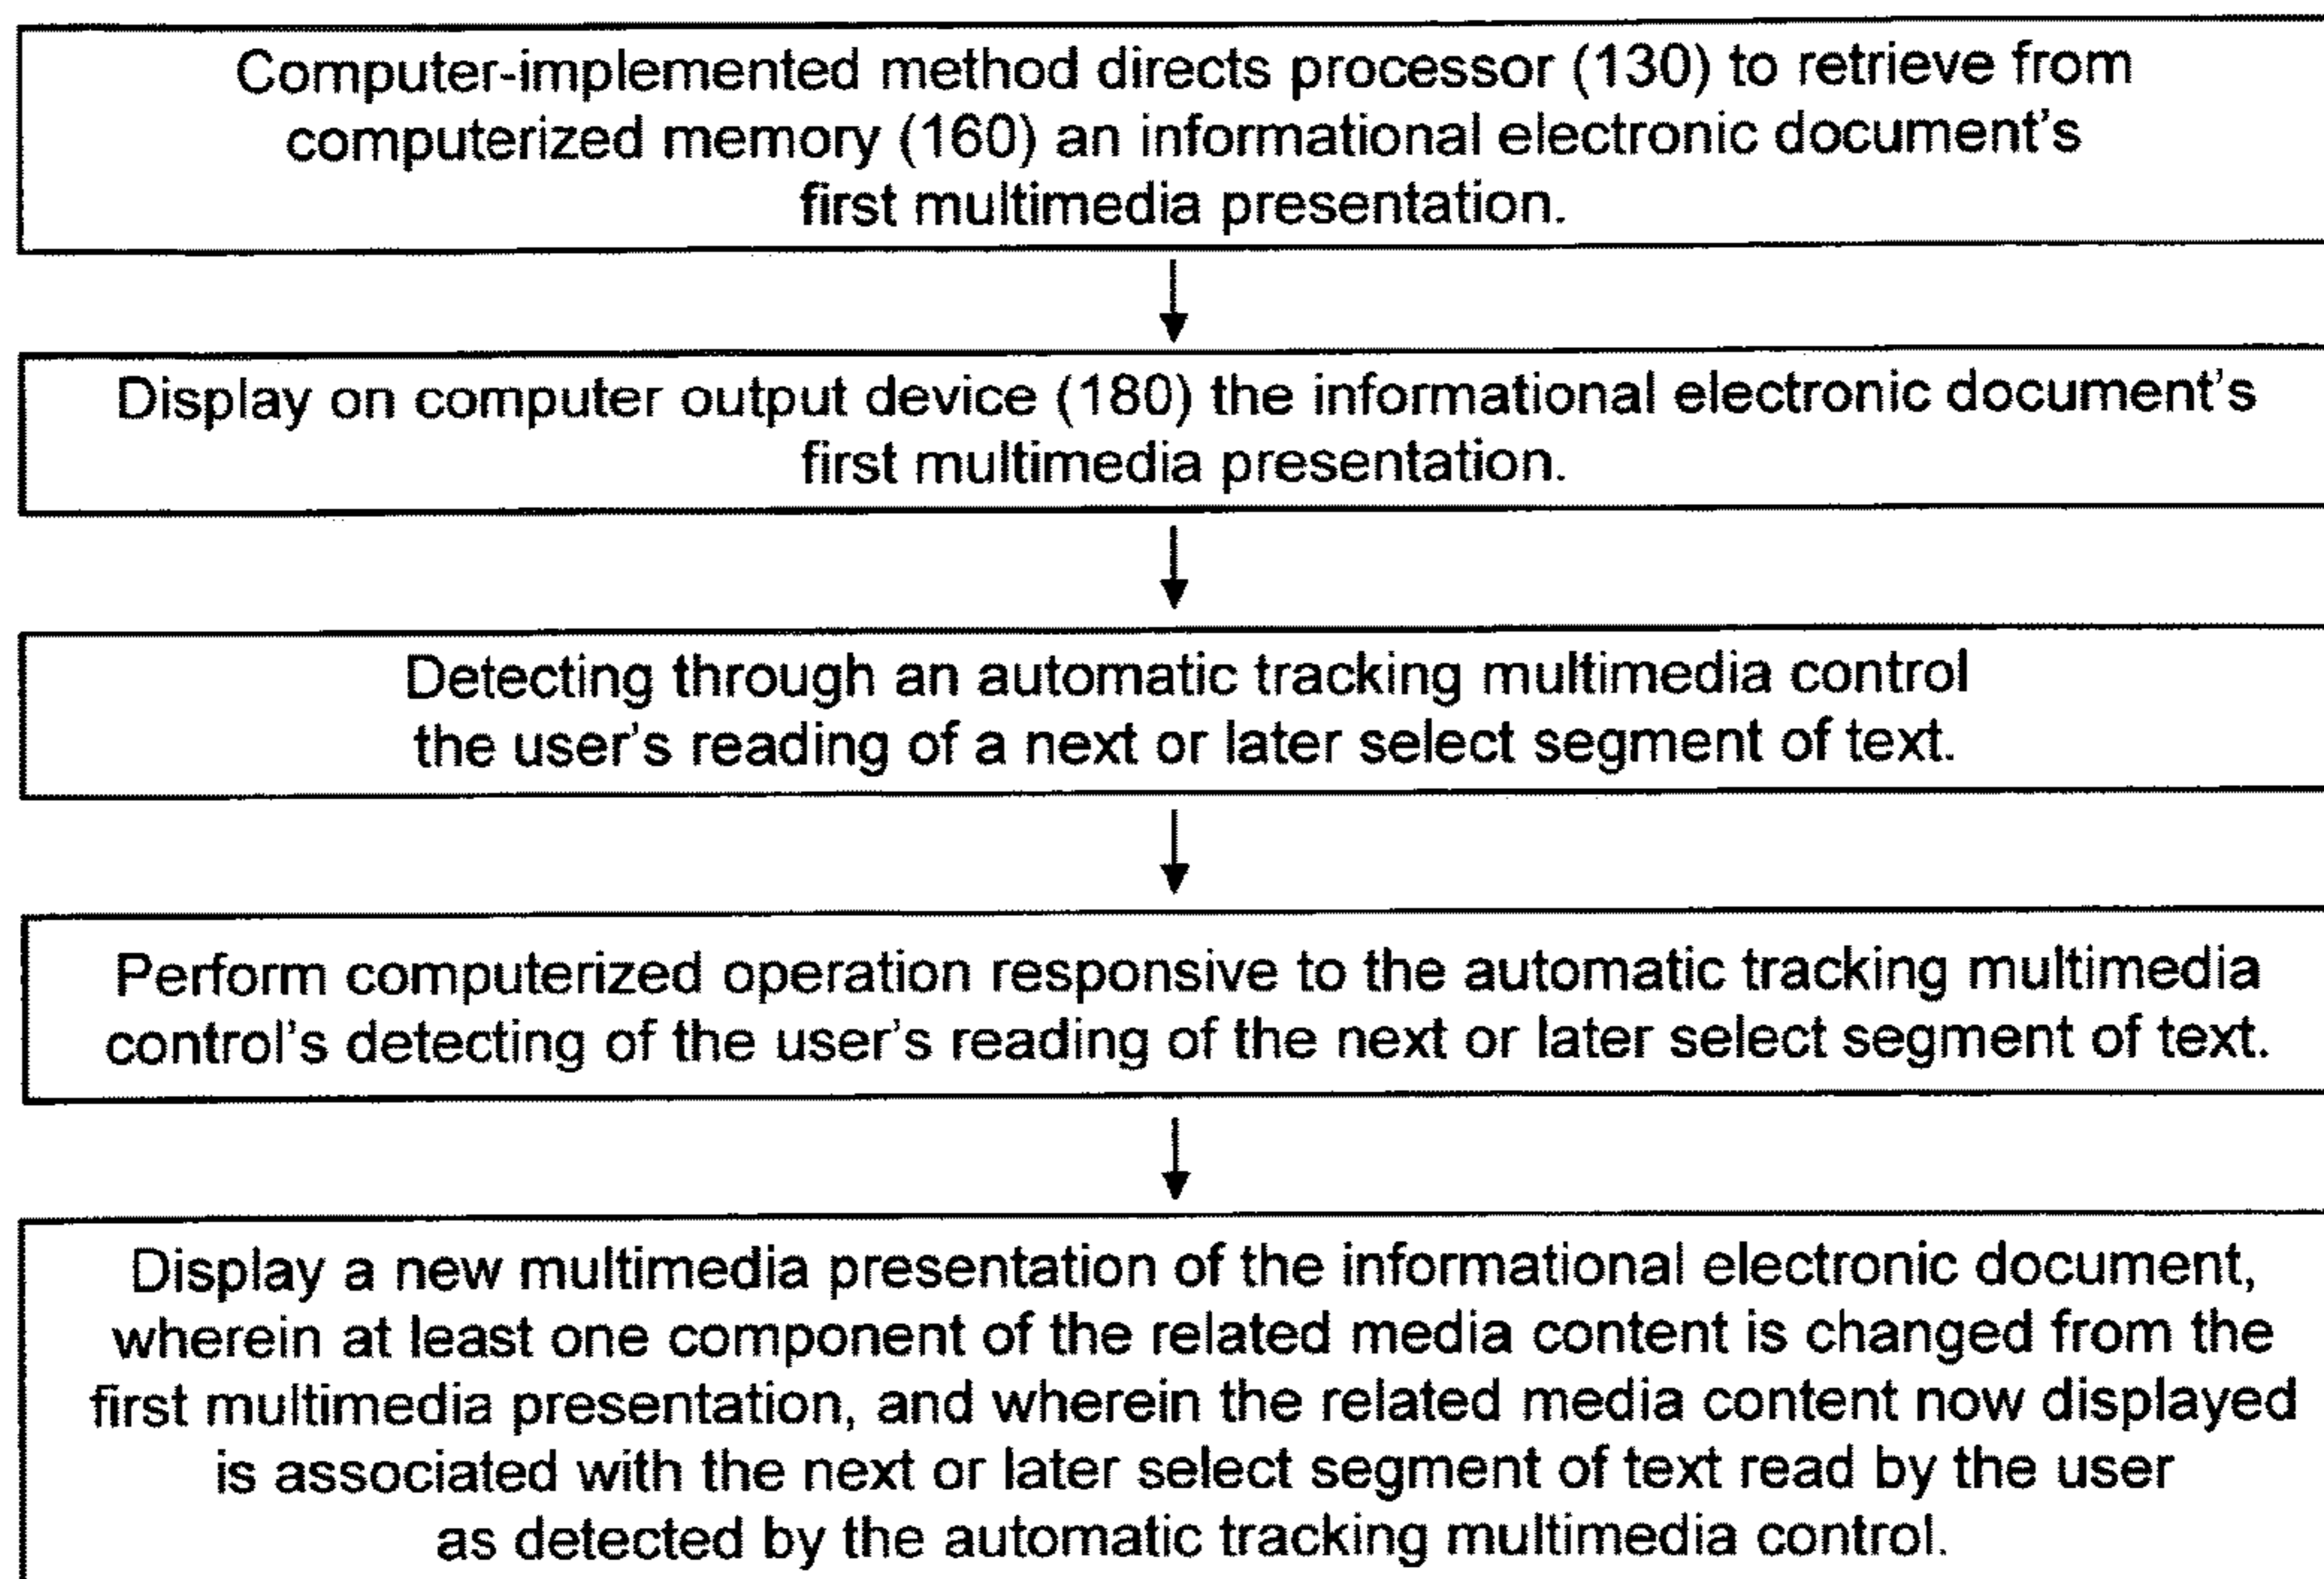 Computer-implemented method directs processor (130) to retrieve from
computerized memory (160) an informational electronic document's
first multimedia presentation.
Display on computer output device (180) the informational electronic document's
first multimedia presentation.
Detecting through an automatic tracking multimedia control
the user's reading of a next or later select segment of text.
Perform computerized operation responsive to the automatic tracking multimedia
control's detecting of the user's reading of the next or later select segment of text.
Display a new multimedia presentation of the informational electronic document,
wherein at least one component of the related media content is changed from the
first multimedia presentation, and wherein the related media content now displayed
is associated with the next or later select segment of text read by the user
as detected by the automatic tracking multimedia control.